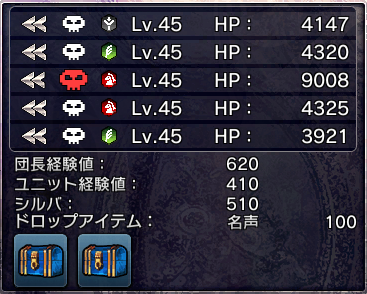 Lv.45 HP： 4147
Lv.45 HP： 4320
Lv.45 HP： 9008
Lv.45 HP： 4325
Lv.45 HP： 3921
団長経験値： 620
ユニット経験値： 410
シルバ： 510
ドロップアイテム： 名声 100